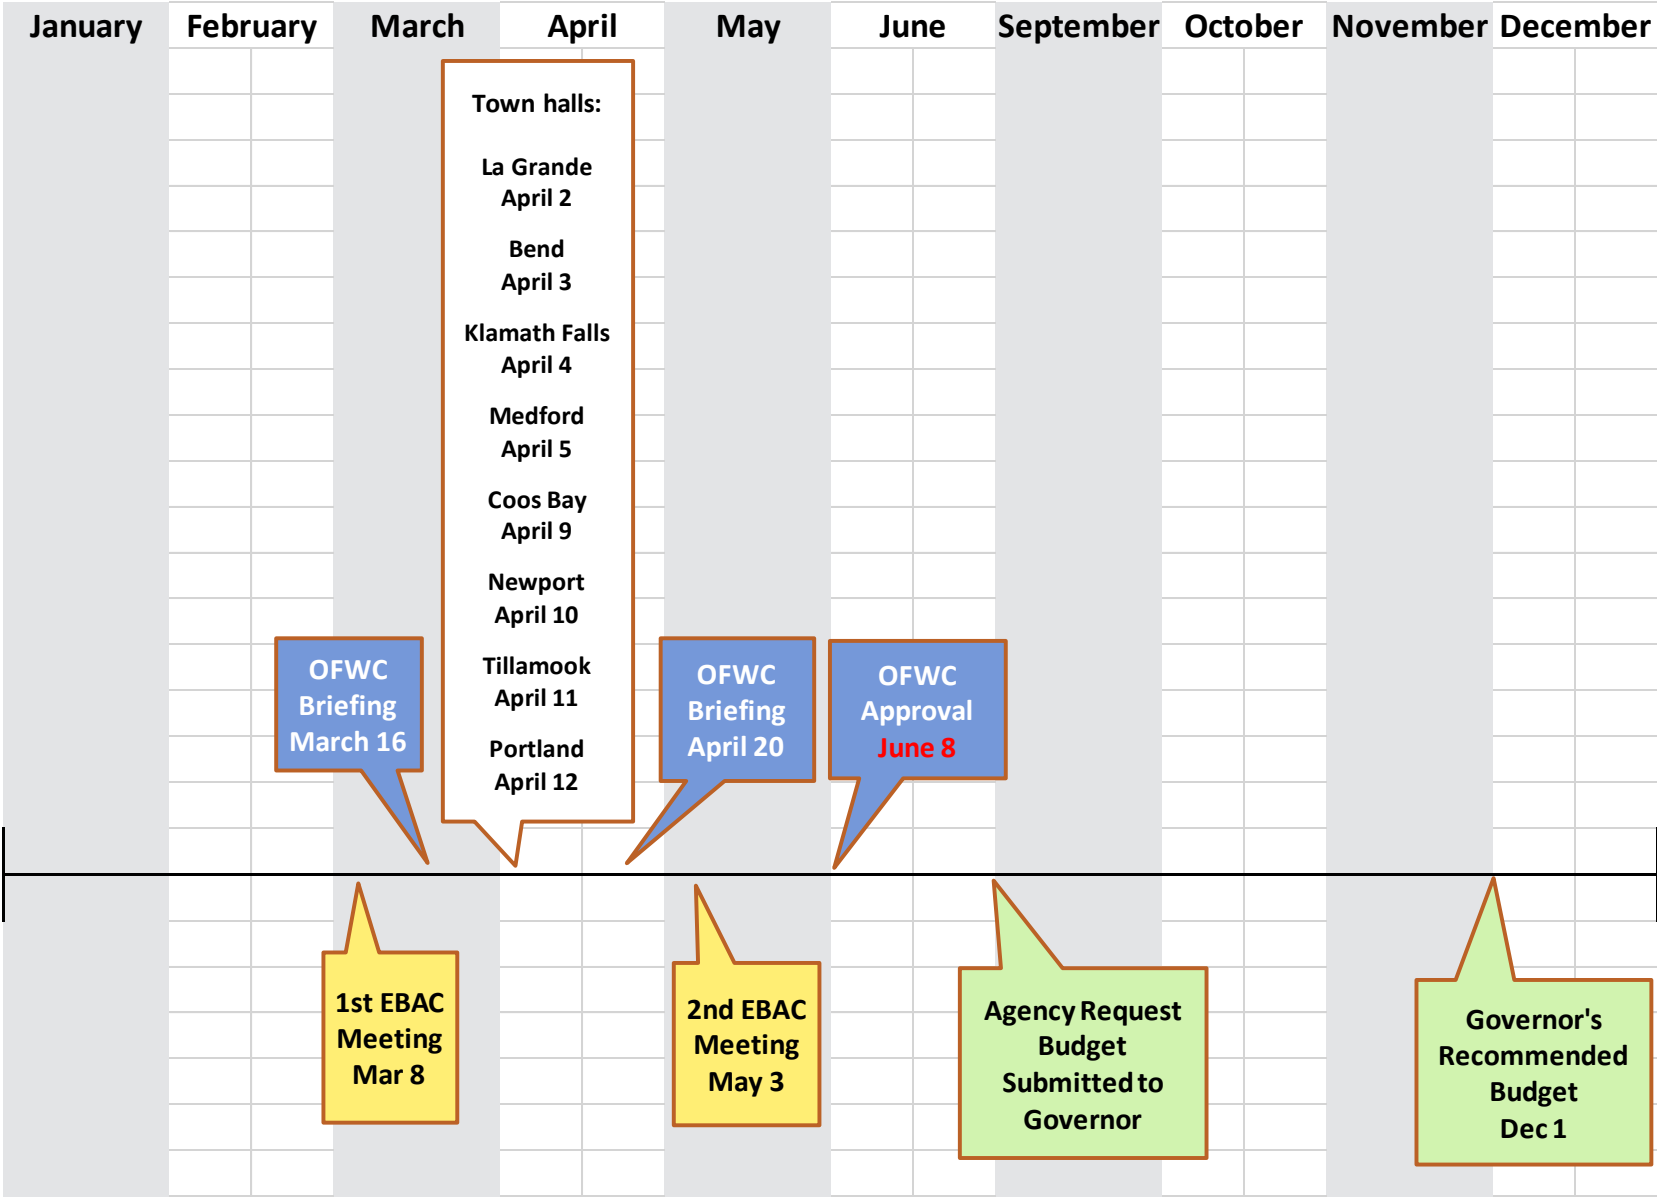 January February March April May June September October November December
Town halls:
La Grande
April 2
Bend
April 3
Klamath Falls
April 4
Medford
April 5
Coos Bay
April 9
Newport
April 10
Tillamook
April 11
Portland
April 12
OFWC
Briefing
March 16
OFWC
Briefing
April 20
OFWC
Approval
June 8
1st EBAC
Meeting
Mar 8
2nd EBAC
Meeting
May 3
Agency Request
Budget
Submitted to
Governor
Governor's
Recommended
Budget
Dec 1